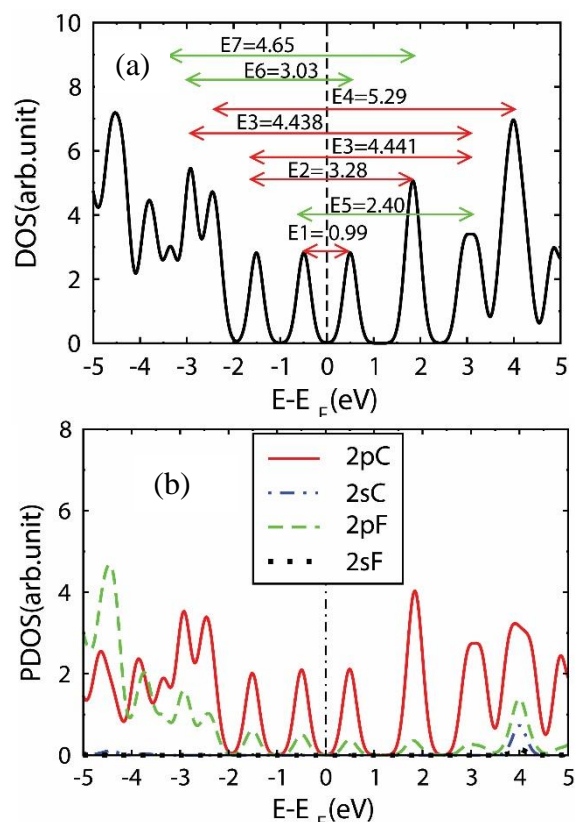 10
(a)
E7=4.65
E6=3.03
8
E4=5.29
E3=4.438
6
E3=4.441
E2=3.28
4
E5=2.40
E1=0.99
2
0
DOS(arb.unit)
-5 -4 -3 -2 -1 0 1 2 3 4 5
E-E F(eV)
8
(b)
2pC
2sC
2pF
2sF
6
4
2
0
PDOS(arb.unit)
-5 -4 -3 -2 -1 0 1 2 3 4 5
E-E F(eV)